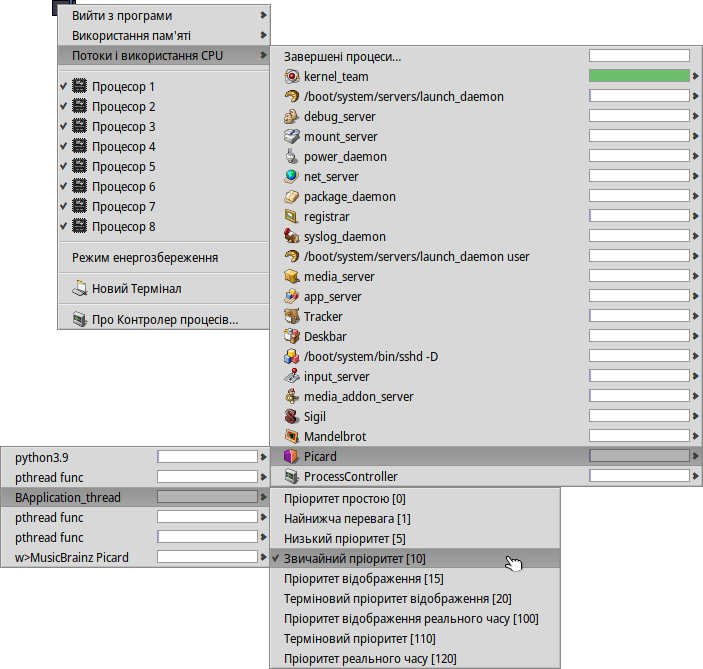 Вийти з програми
Використання пам'яті
Потоки і використання CPU
Процесор 1
Процесор 2
Процесор 3
Процесор 4
Процесор 5
Процесор 6
Процесор 7
Процесор 8
Режим енергозбереження
Новий Термінал
Про Контролер процесів...
Завершені процеси...
kernel_team
/boot/system/servers/launch_daemon
debug_server
mount_server
power_daemon
net_server
package_daemon
registrar
syslog_daemon
/boot/system/servers/launch_daemon user
media_server
app_server
Tracker
Deskbar
/boot/system/bin/sshd -D
input_server
media_addon_server
Sigil
Mandelbrot
Picard
ProcessController
python3.9
pthread func
BApplication_thread
pthread func
pthread func
w>MusicBrainz Picard
Пріоритет простою [0]
Найнижча перевага [1]
Низький пріоритет [5]
Звичайний пріоритет [10]
Пріоритет відображення [15]
Терміновий пріоритет відображення [20]
Пріоритет відображення реального часу [100]
Терміновий пріоритет [110]
Пріоритет реального часу [120]